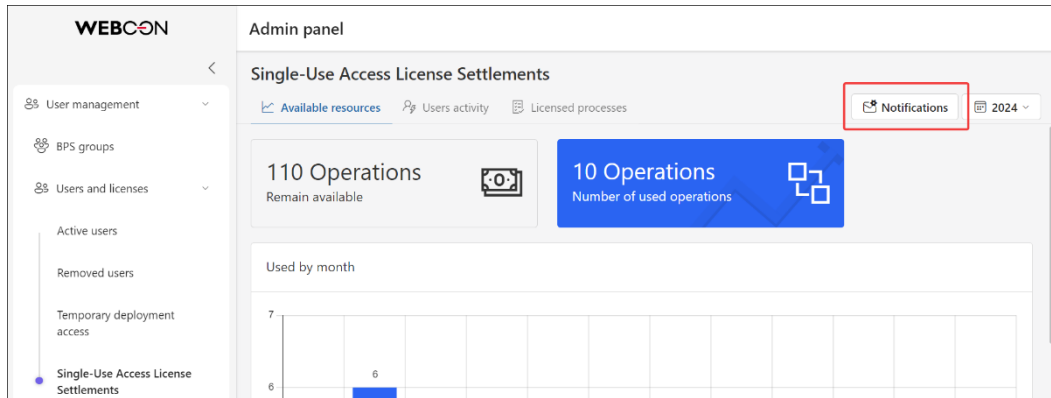 WEBCON
Admin panel
Single-Use Access License Settlements
User management
Available resources
Users activity
Licensed processes
Notifications
2024
BPS groups
110 Operations
Remain available
10 Operations
Number of used operations
Users and licenses
Active users
Used by month
Removed users
Temporary deployment
access
7
6
6
Single-Use Access License
Settlements